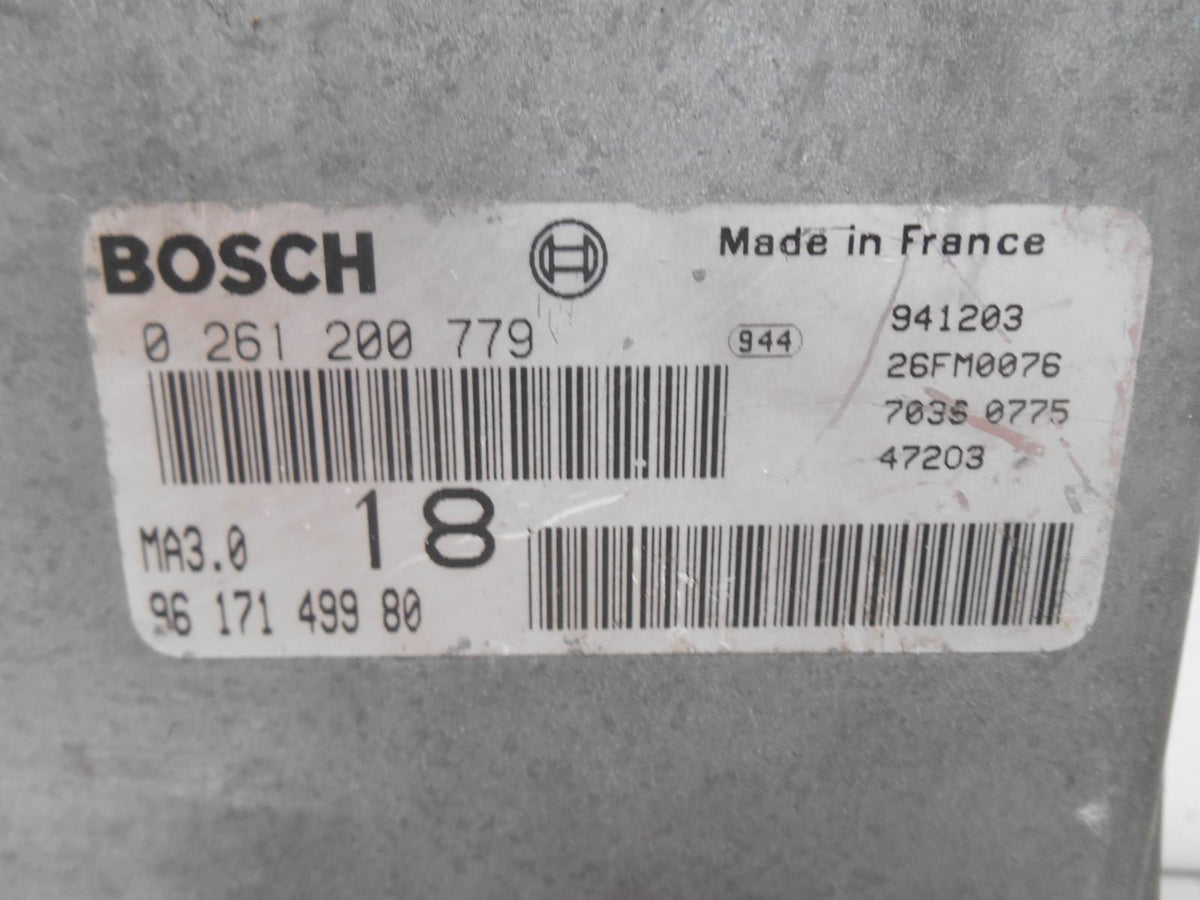 BOSCH
Made in France
0 261 200 779
944
941203
26FM0076
703S 0775
47203
18
MA3.0
96 171 499 80